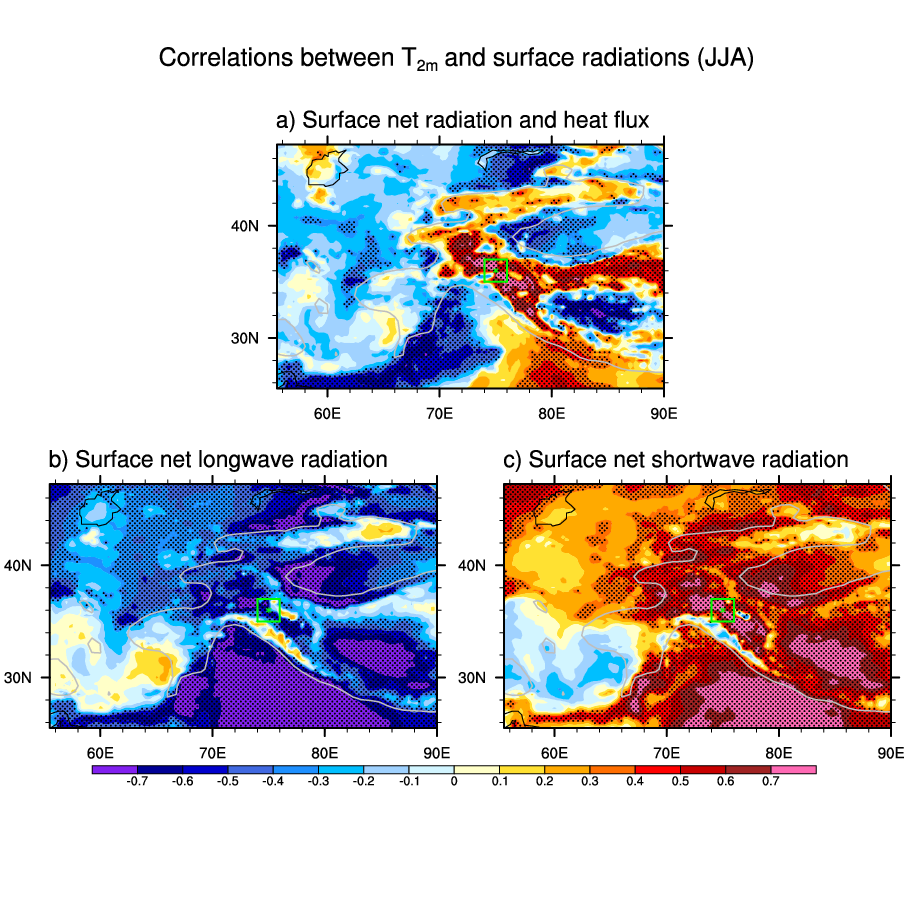 Correlations between T2m and surface radiations (JJA)
a) Surface net radiation and heat flux
40N
30N
60E 70E 80E 90E
b) Surface net longwave radiation
c) Surface net shortwave radiation
40N 40N
30N 30N
60E 70E 80E 90E 60E 70E 80E 90E
-0.7 -0.6 -0.5 -0.4 -0.3 -0.2 -0.1 0 0.1 0.2 0.3 0.4 0.5 0.6 0.7